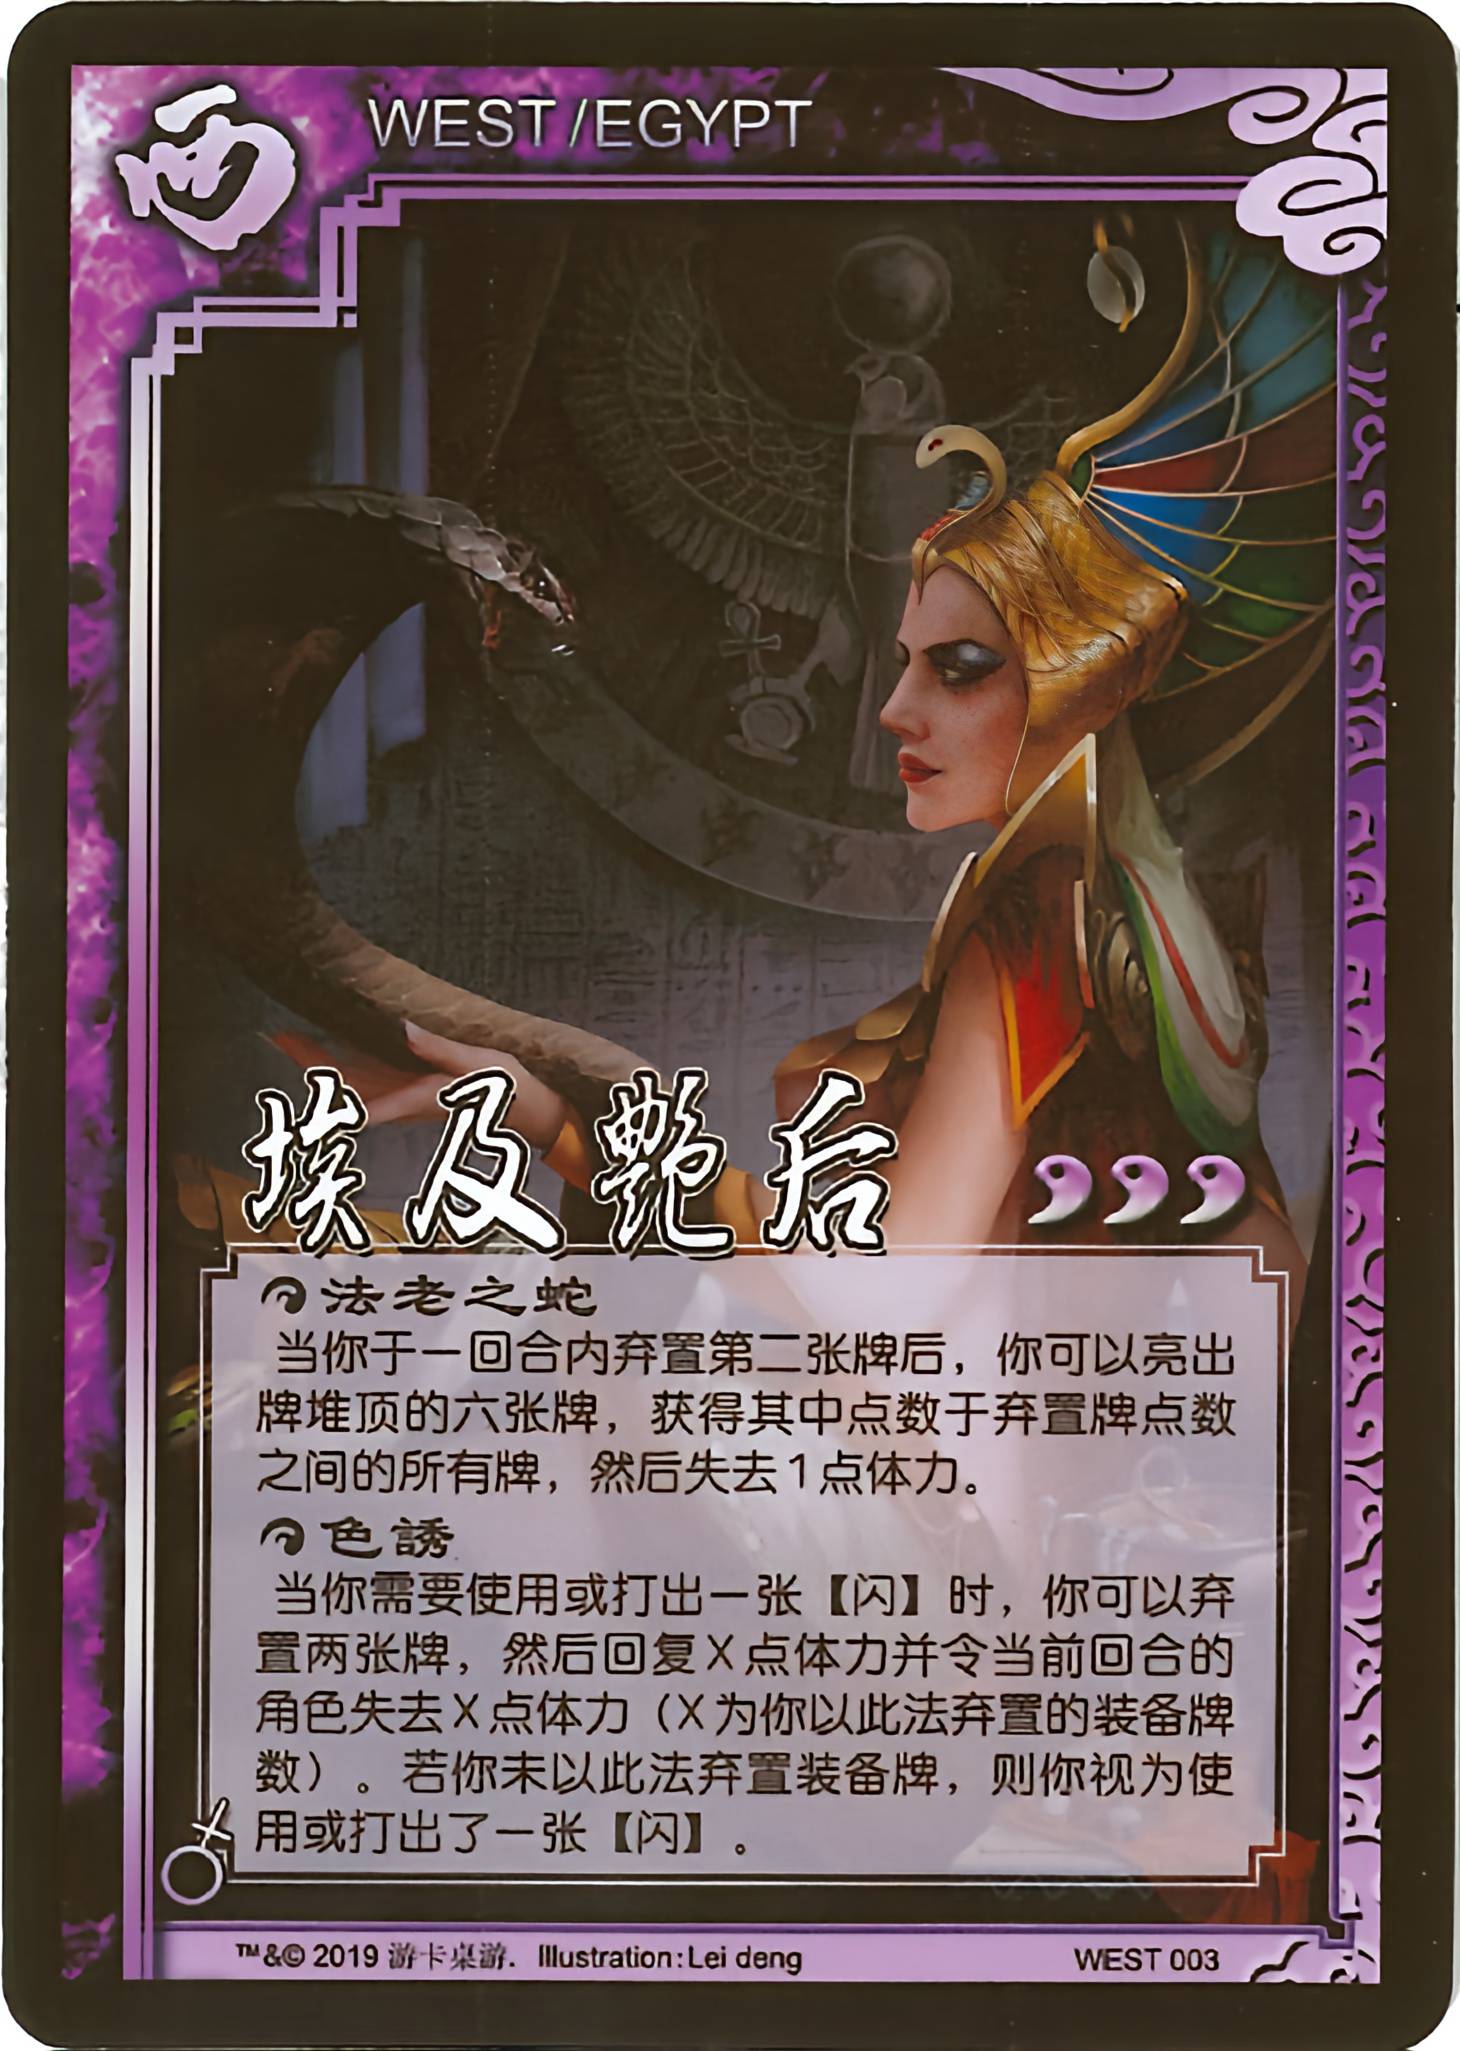 西
WEST /EGYPT
埃及艳后
法老之蛇
当你于一回合内弃置第二张牌后，你可以亮出
牌堆顶的六张牌，获得其中点数于弃置牌点数
之间的所有牌，然后失去1点体力。
色誘
当你需要使用或打出一张【闪】时，你可以弃
置两张牌，然后回复X点体力并令当前回合的
角色失去X点体力（X为你以此法弃置的装备牌
数）。若你未以此法弃置装备牌，则你视为使
用或打出了一张【闪】。
™&© 2019 游卡桌游. Illustration:Lei deng
WEST 003